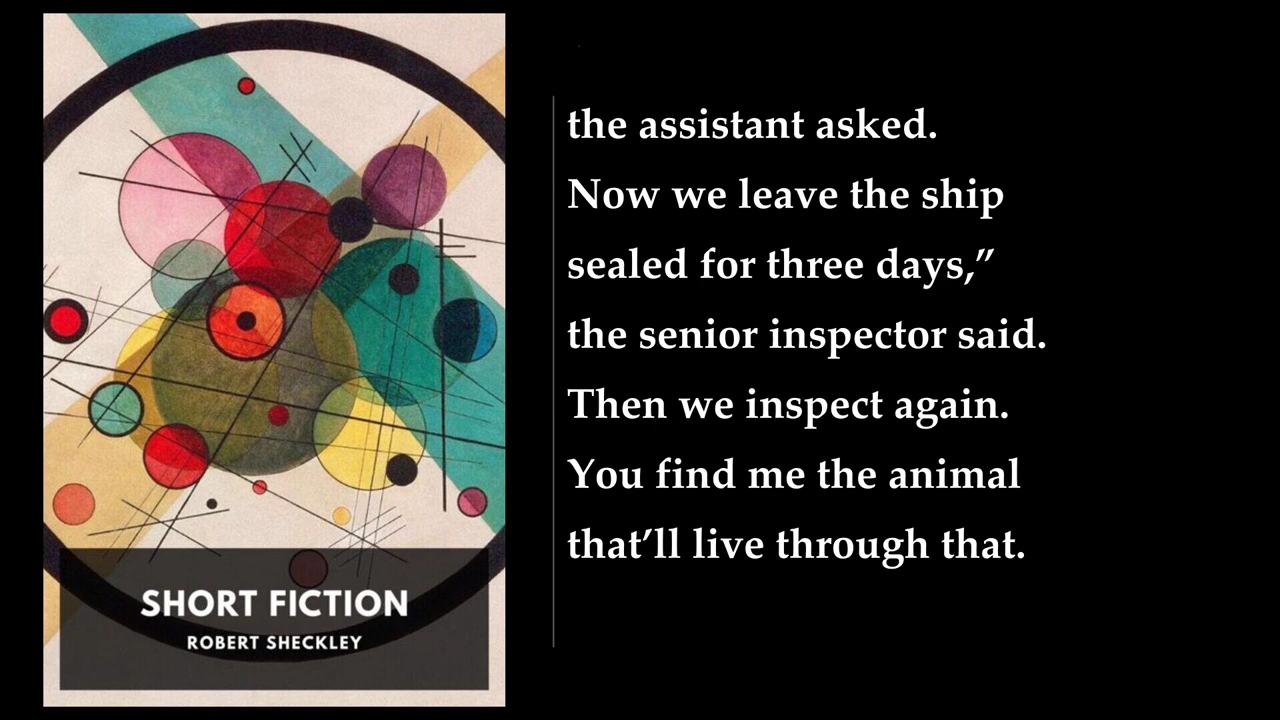 SHORT FICTION
ROBERT SHECKLEY
the assistant asked.
Now we leave the ship
sealed for three days,”
the senior inspector said.
Then we inspect again.
You find me the animal
that’ll live through that.